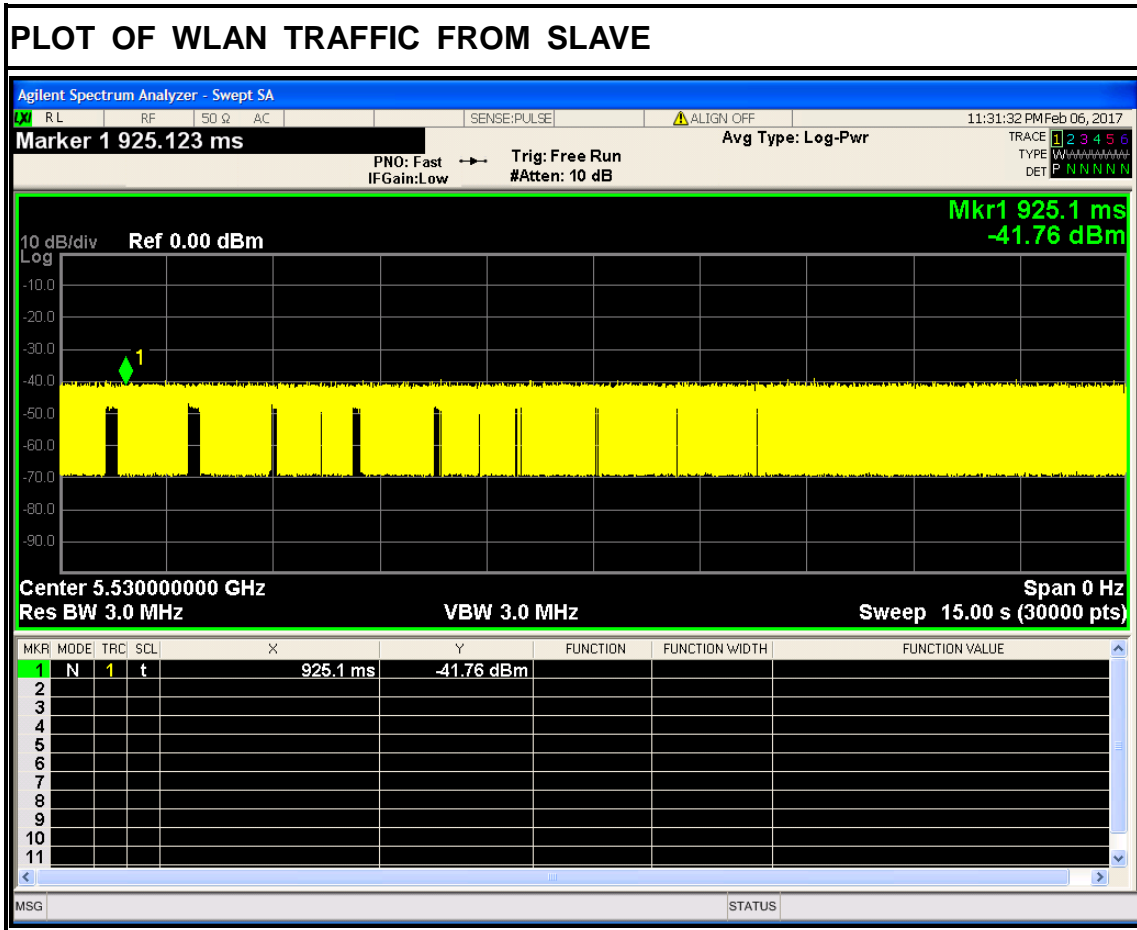 PLOT OF WLAN TRAFFIC FROM SLAVE
Agilent Spectrum Analyzer - Swept SA
LXI RL RF 50 Ω AC SENSE:PULSE ALIGN OFF 11:31:32 PM Feb 06, 2017
Marker 1 925.123 ms
PNO: Fast
IFGain:Low
Trig: Free Run
#Atten: 10 dB
Avg Type: Log-Pwr
TRACE 1 2 3 4 5 6
TYPE WWWWWW
DET P N N N N N
Mkr1 925.1 ms
-41.76 dBm
10 dB/div Ref 0.00 dBm
Log
-10.0
-20.0
-30.0
1
-40.0
-50.0
-60.0
-70.0
-80.0
-90.0
Center 5.530000000 GHz Span 0 Hz
Res BW 3.0 MHz VBW 3.0 MHz Sweep 15.00 s (30000 pts)
MKR MODE TRC SCL X Y FUNCTION FUNCTION WIDTH FUNCTION VALUE
1 N 1 t 925.1 ms -41.76 dBm
2
3
4
5
6
7
8
9
10
11
MSG STATUS